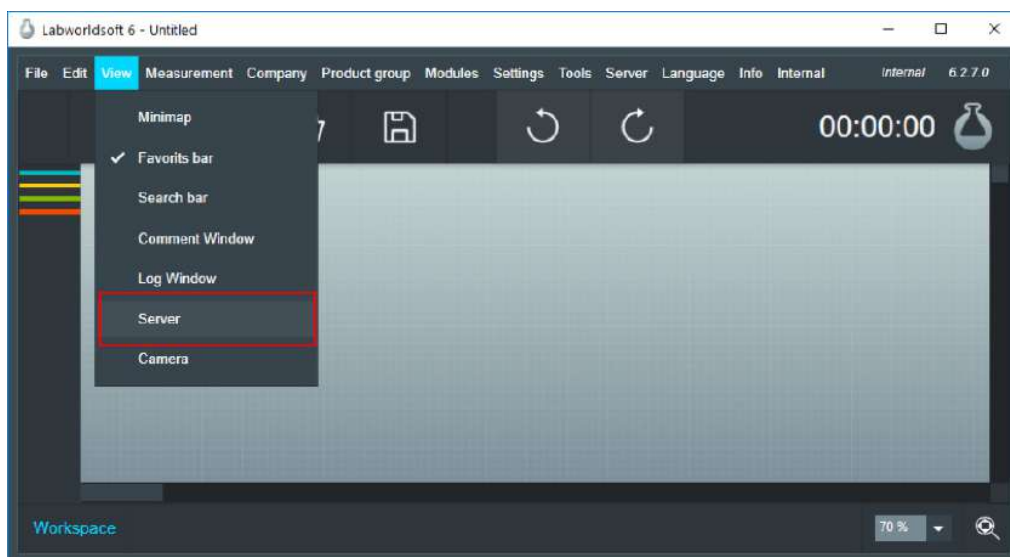 Labworldsoft 6 - Untitled
File Edit View Measurement Company Product group Modules Settings Tools Server Language Info Internal Internal 6.2.7.0
Minimap
00:00:00
Favorits bar
Search bar
Comment Window
Log Window
Server
Camera
Workspace
70 %